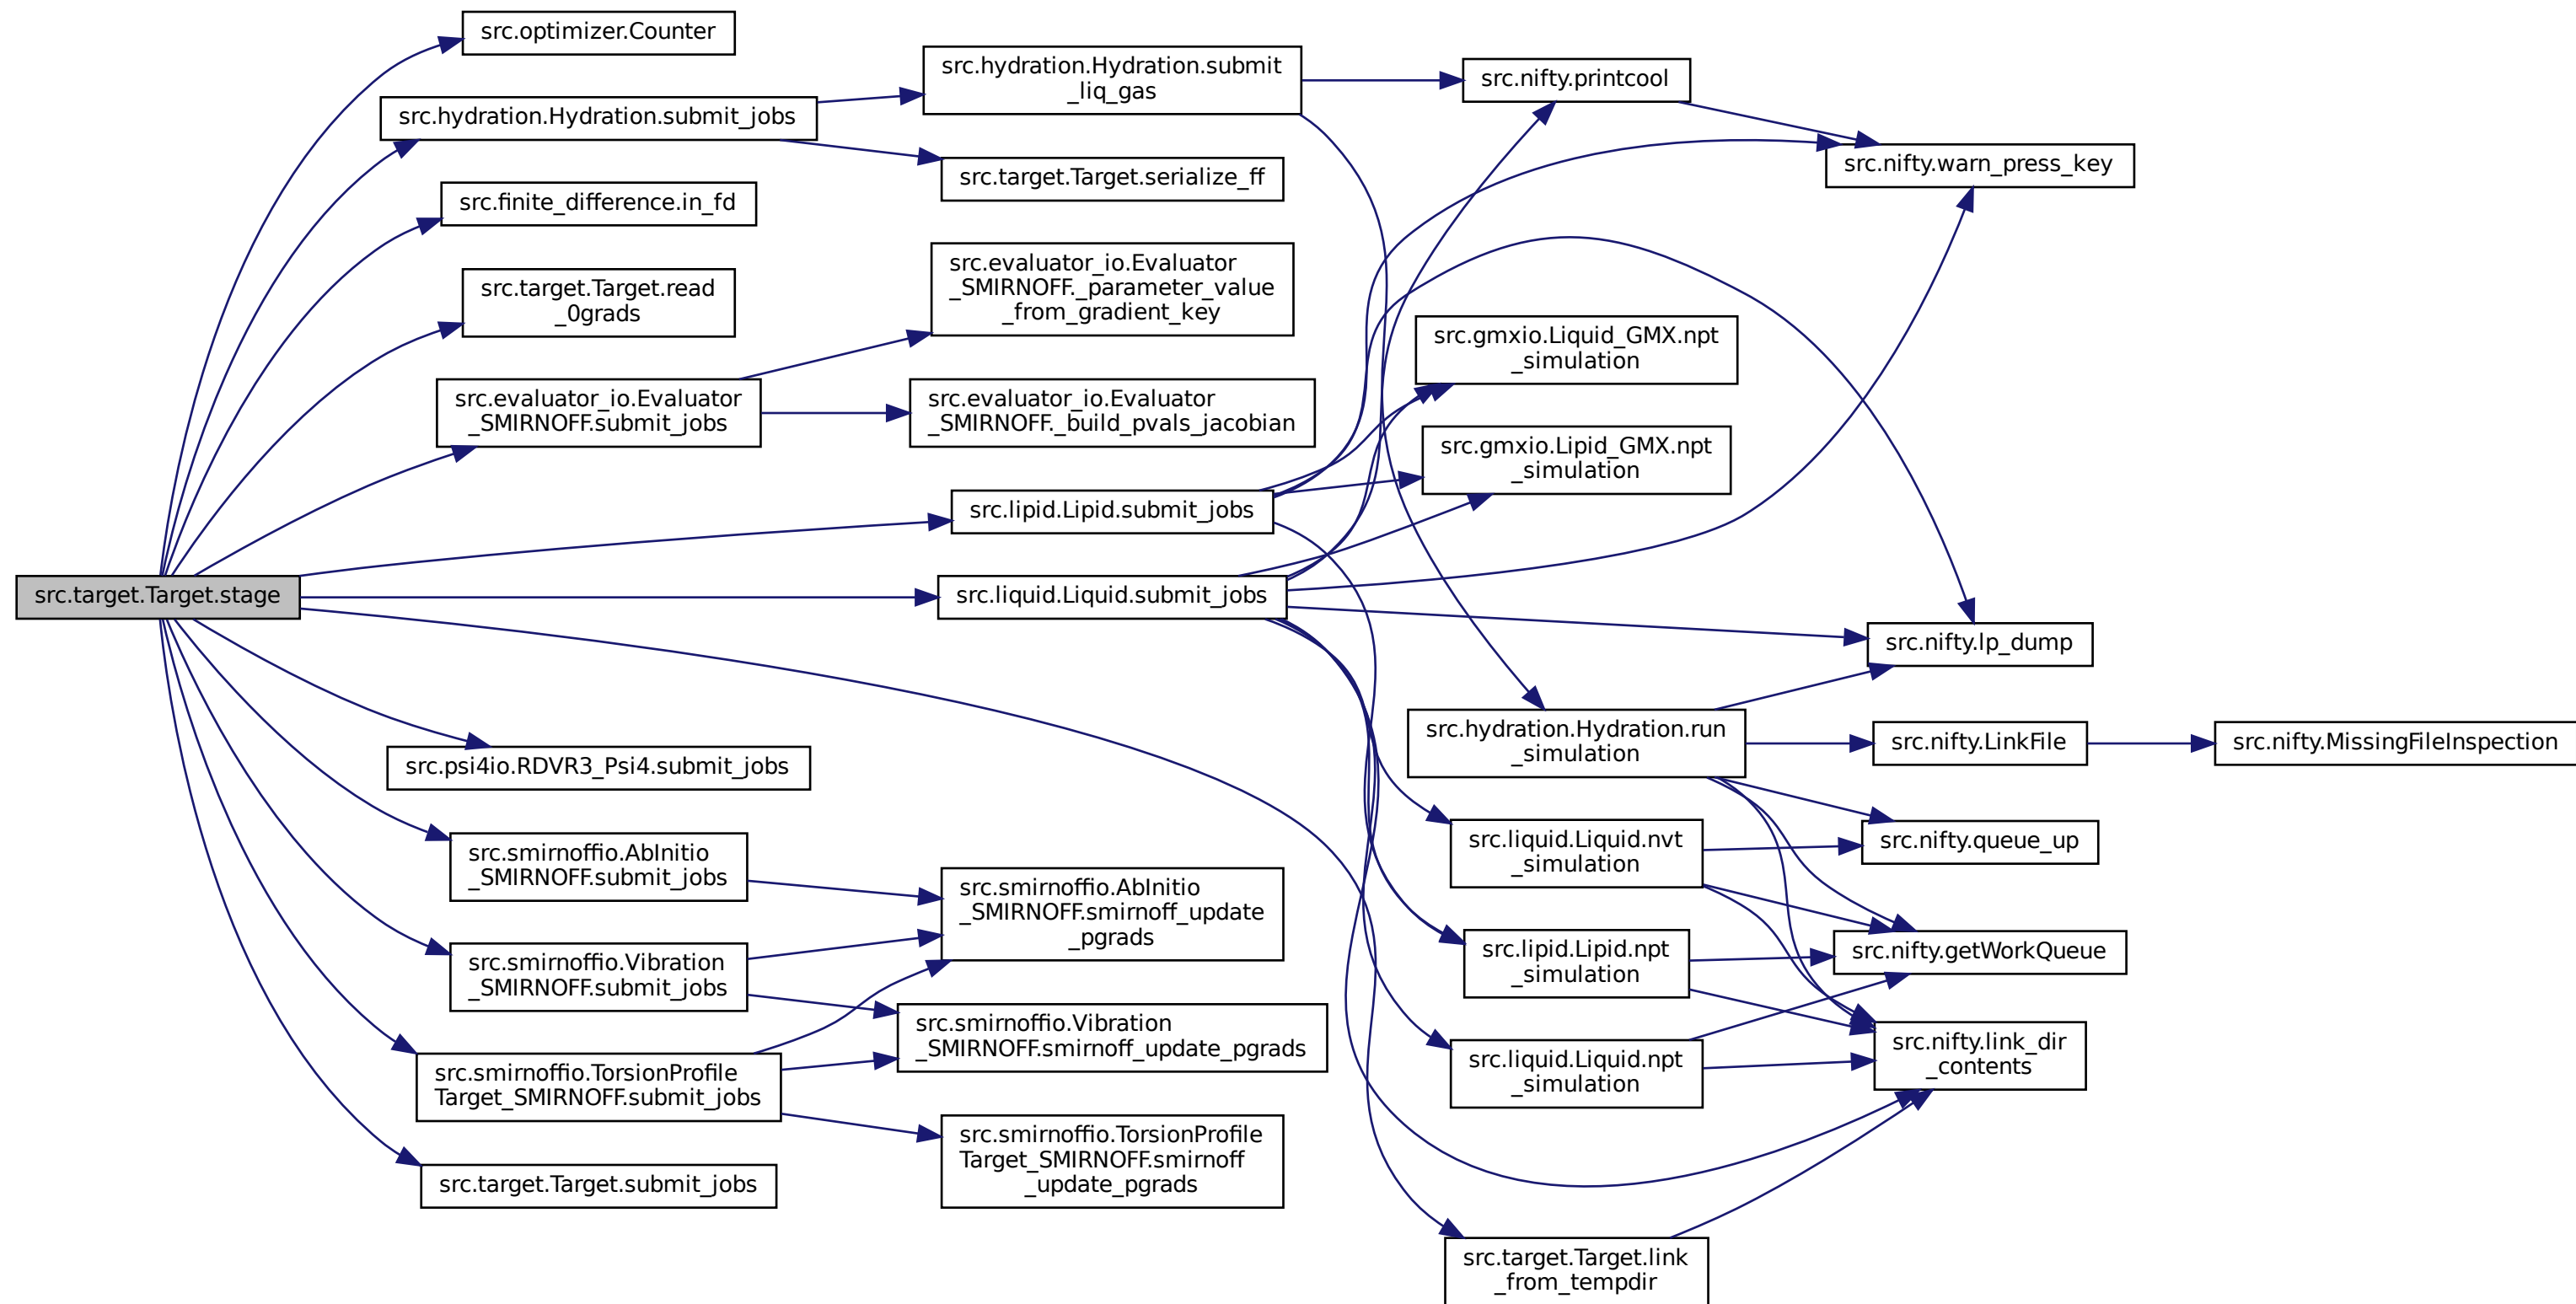 src.target.Target.stage
src.optimizer.Counter
src.hydration.Hydration.submit_jobs
src.finite_difference.in_fd
src.target.Target.read
_0grads
src.evaluator_io.Evaluator
_SMIRNOFF.submit_jobs
src.psi4io.RDVR3_Psi4.submit_jobs
src.smirnoffio.AbInitio
_SMIRNOFF.submit_jobs
src.smirnoffio.Vibration
_SMIRNOFF.submit_jobs
src.smirnoffio.TorsionProfile
Target_SMIRNOFF.submit_jobs
src.target.Target.submit_jobs
src.hydration.Hydration.submit
_liq_gas
src.target.Target.serialize_ff
src.evaluator_io.Evaluator
_SMIRNOFF._parameter_value
_from_gradient_key
src.evaluator_io.Evaluator
_SMIRNOFF._build_pvals_jacobian
src.lipid.Lipid.submit_jobs
src.liquid.Liquid.submit_jobs
src.smirnoffio.AbInitio
_SMIRNOFF.smirnoff_update
_pgrads
src.smirnoffio.Vibration
_SMIRNOFF.smirnoff_update_pgrads
src.smirnoffio.TorsionProfile
Target_SMIRNOFF.smirnoff
_update_pgrads
src.nifty.printcool
src.gmxio.Liquid_GMX.npt
_simulation
src.gmxio.Lipid_GMX.npt
_simulation
src.hydration.Hydration.run
_simulation
src.liquid.Liquid.nvt
_simulation
src.lipid.Lipid.npt
_simulation
src.liquid.Liquid.npt
_simulation
src.target.Target.link
_from_tempdir
src.nifty.warn_press_key
src.nifty.lp_dump
src.nifty.LinkFile
src.nifty.queue_up
src.nifty.getWorkQueue
src.nifty.link_dir
_contents
src.nifty.MissingFileInspection